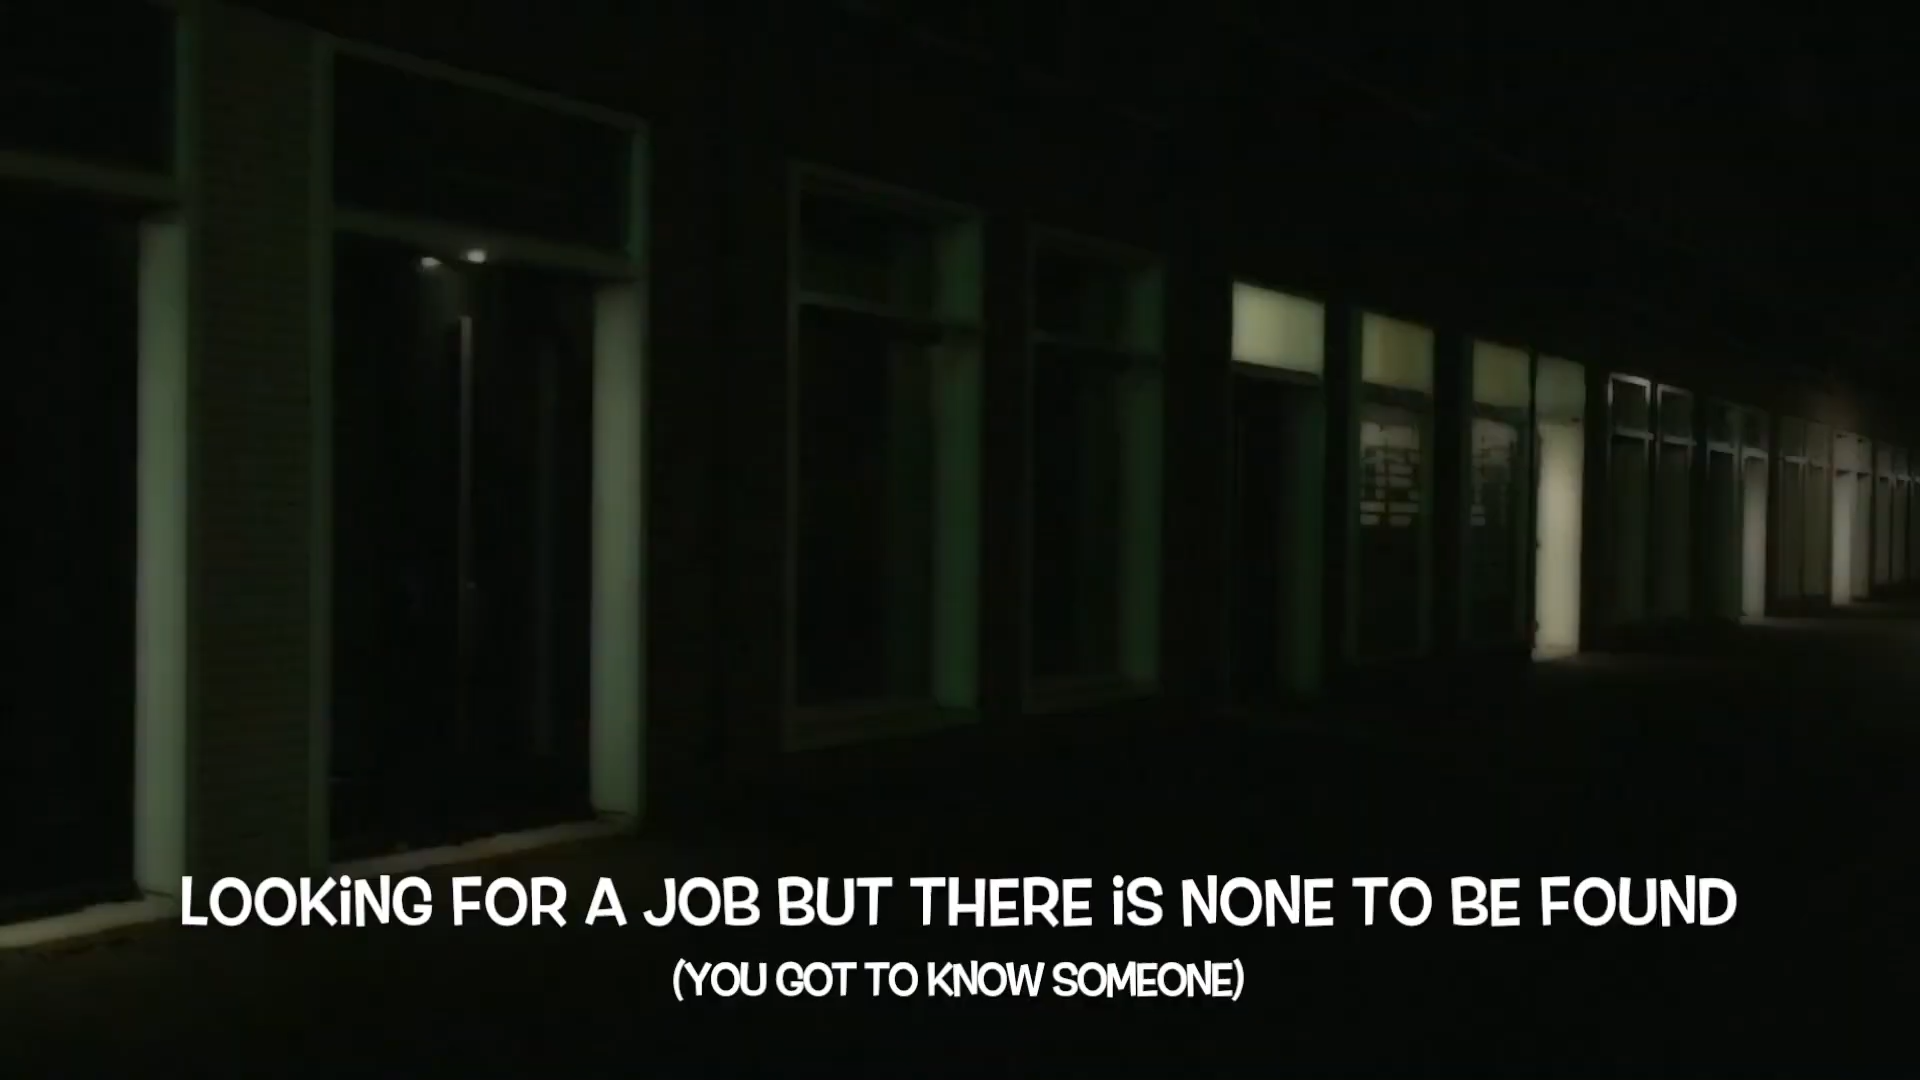 LOOKING FOR A JOB BUT THERE IS NONE TO BE FOUND
(YOU GOT TO KNOW SOMEONE)